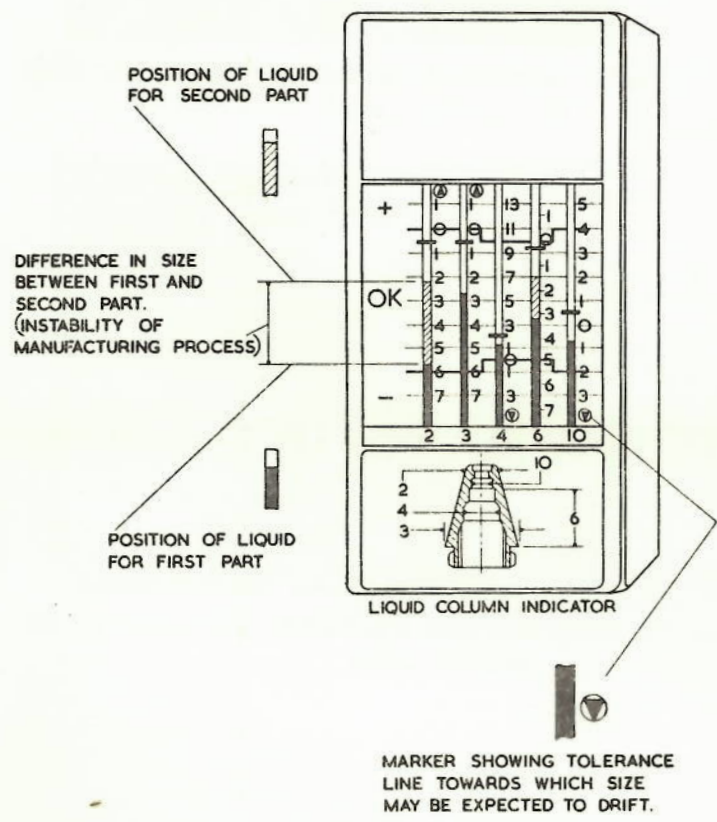 POSITION OF LIQUID
FOR SECOND PART
DIFFERENCE IN SIZE
BETWEEN FIRST AND
SECOND PART.
(INSTABILITY OF
MANUFACTURING PROCESS)
POSITION OF LIQUID
FOR FIRST PART
+ 1 1 13 5
0 0 11 1 0 4
1 1 9 3
2 2 7 1 2
OK 3 3 5 2 1
4 4 3 3 0
5 5 1 4 1
6 6 0 5 2
- 7 7 3 6 3
7
2 3 4 6 10
10
2
4 6
3
LIQUID COLUMN INDICATOR
MARKER SHOWING TOLERANCE
LINE TOWARDS WHICH SIZE
MAY BE EXPECTED TO DRIFT.